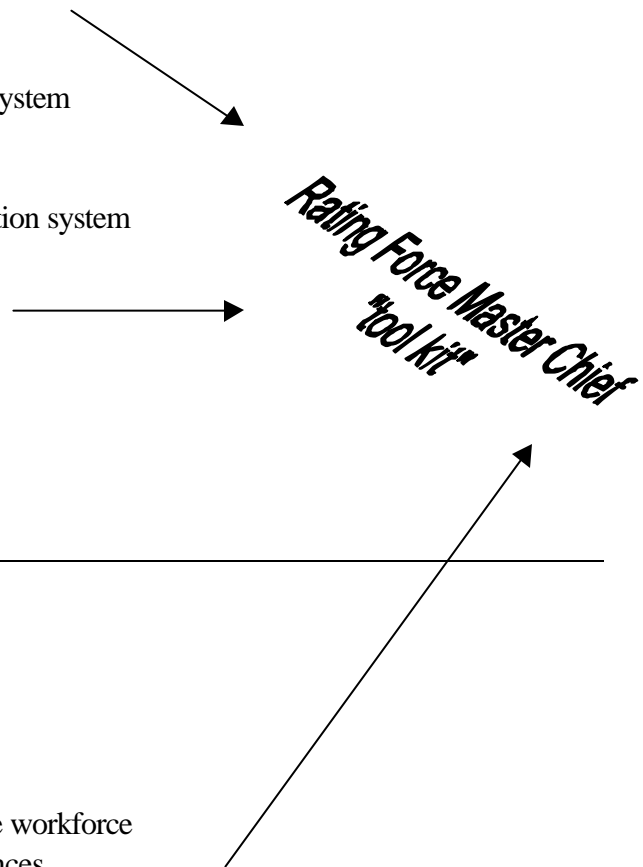 ystem
tion system
Rating Force Master Chief
"tool kit"
e workforce
nces